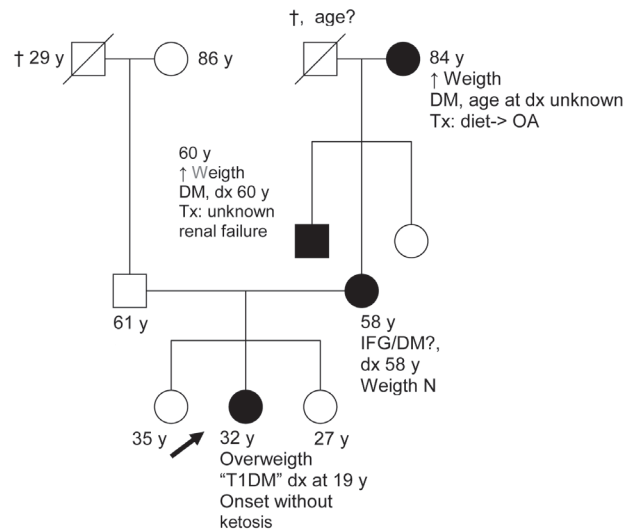 †, age?
† 29 y
86 y
84 y
↑ Weigth
DM, age at dx unknown
Tx: diet-> OA
60 y
↑ Weigth
DM, dx 60 y
Tx: unknown
renal failure
61 y
58 y
IFG/DM?,
dx 58 y
Weigth N
35 y
32 y
27 y
Overweigth
“T1DM” dx at 19 y
Onset without
ketosis